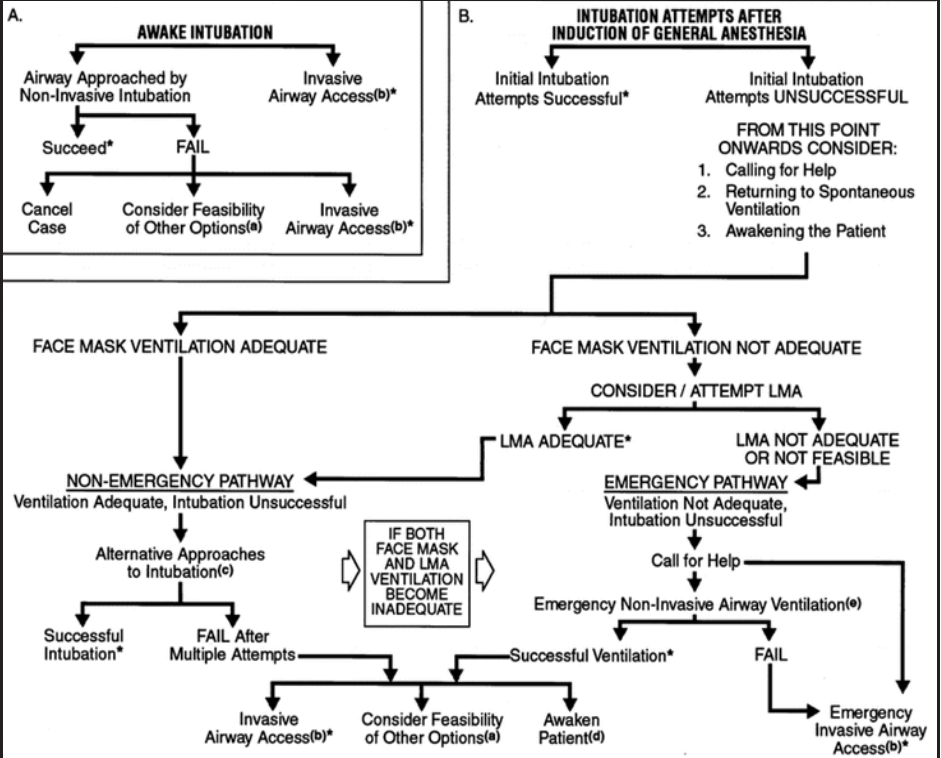 A.
AWAKE INTUBATION
Airway Approached by
Non-Invasive Intubation
Invasive
Airway Access(b)*
Succeed*
FAIL
Cancel
Case
Consider Feasibility
of Other Options(a)
Invasive
Airway Access(b)*
B.
INTUBATION ATTEMPTS AFTER
INDUCTION OF GENERAL ANESTHESIA
Initial Intubation
Attempts Successful*
Initial Intubation
Attempts UNSUCCESSFUL
FROM THIS POINT
ONWARDS CONSIDER:
1. Calling for Help
2. Returning to Spontaneous
Ventilation
3. Awakening the Patient
FACE MASK VENTILATION ADEQUATE
FACE MASK VENTILATION NOT ADEQUATE
CONSIDER / ATTEMPT LMA
LMA ADEQUATE*
LMA NOT ADEQUATE
OR NOT FEASIBLE
NON-EMERGENCY PATHWAY
Ventilation Adequate, Intubation Unsuccessful
EMERGENCY PATHWAY
Ventilation Not Adequate,
Intubation Unsuccessful
Alternative Approaches
to Intubation(c)
IF BOTH
FACE MASK
AND LMA
VENTILATION
BECOME
INADEQUATE
Call for Help
Emergency Non-Invasive Airway Ventilation(e)
Successful
Intubation*
FAIL After
Multiple Attempts
Successful Ventilation*
FAIL
Invasive
Airway Access(b)*
Consider Feasibility
of Other Options(a)
Awaken
Patient(d)
Emergency
Invasive Airway
Access(b)*